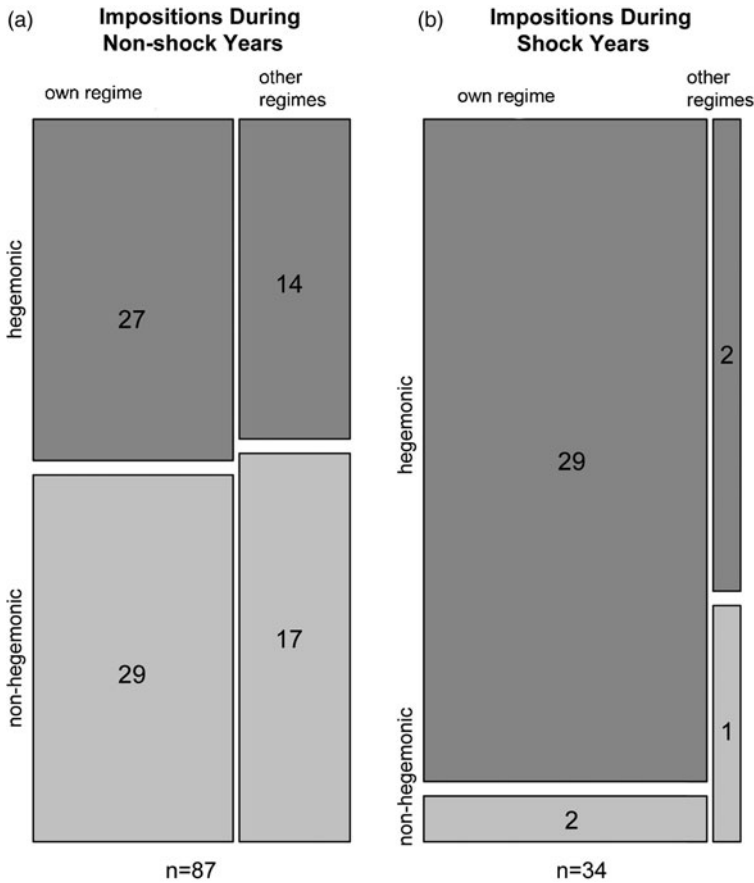 (a)
Impositions During
Non-shock Years
own regime
other
regimes
hegemonic
27
14
non-hegemonic
29
17
n=87
(b)
Impositions During
Shock Years
own regime
other
regimes
hegemonic
29
2
non-hegemonic
2
1
n=34